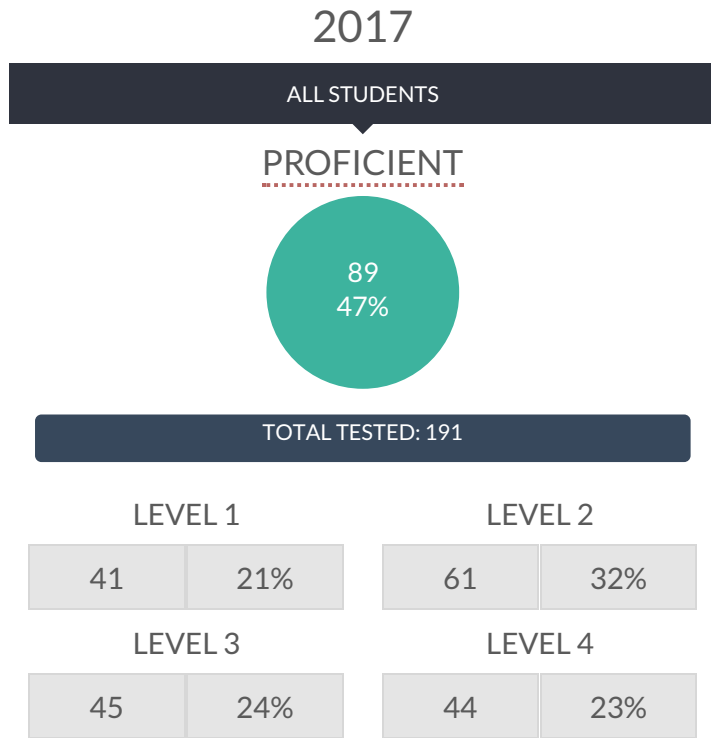 2017
ALL STUDENTS
PROFICIENT
89
47%
TOTAL TESTED: 191
LEVEL 1
41 21%
LEVEL 2
61 32%
LEVEL 3
45 24%
LEVEL 4
44 23%